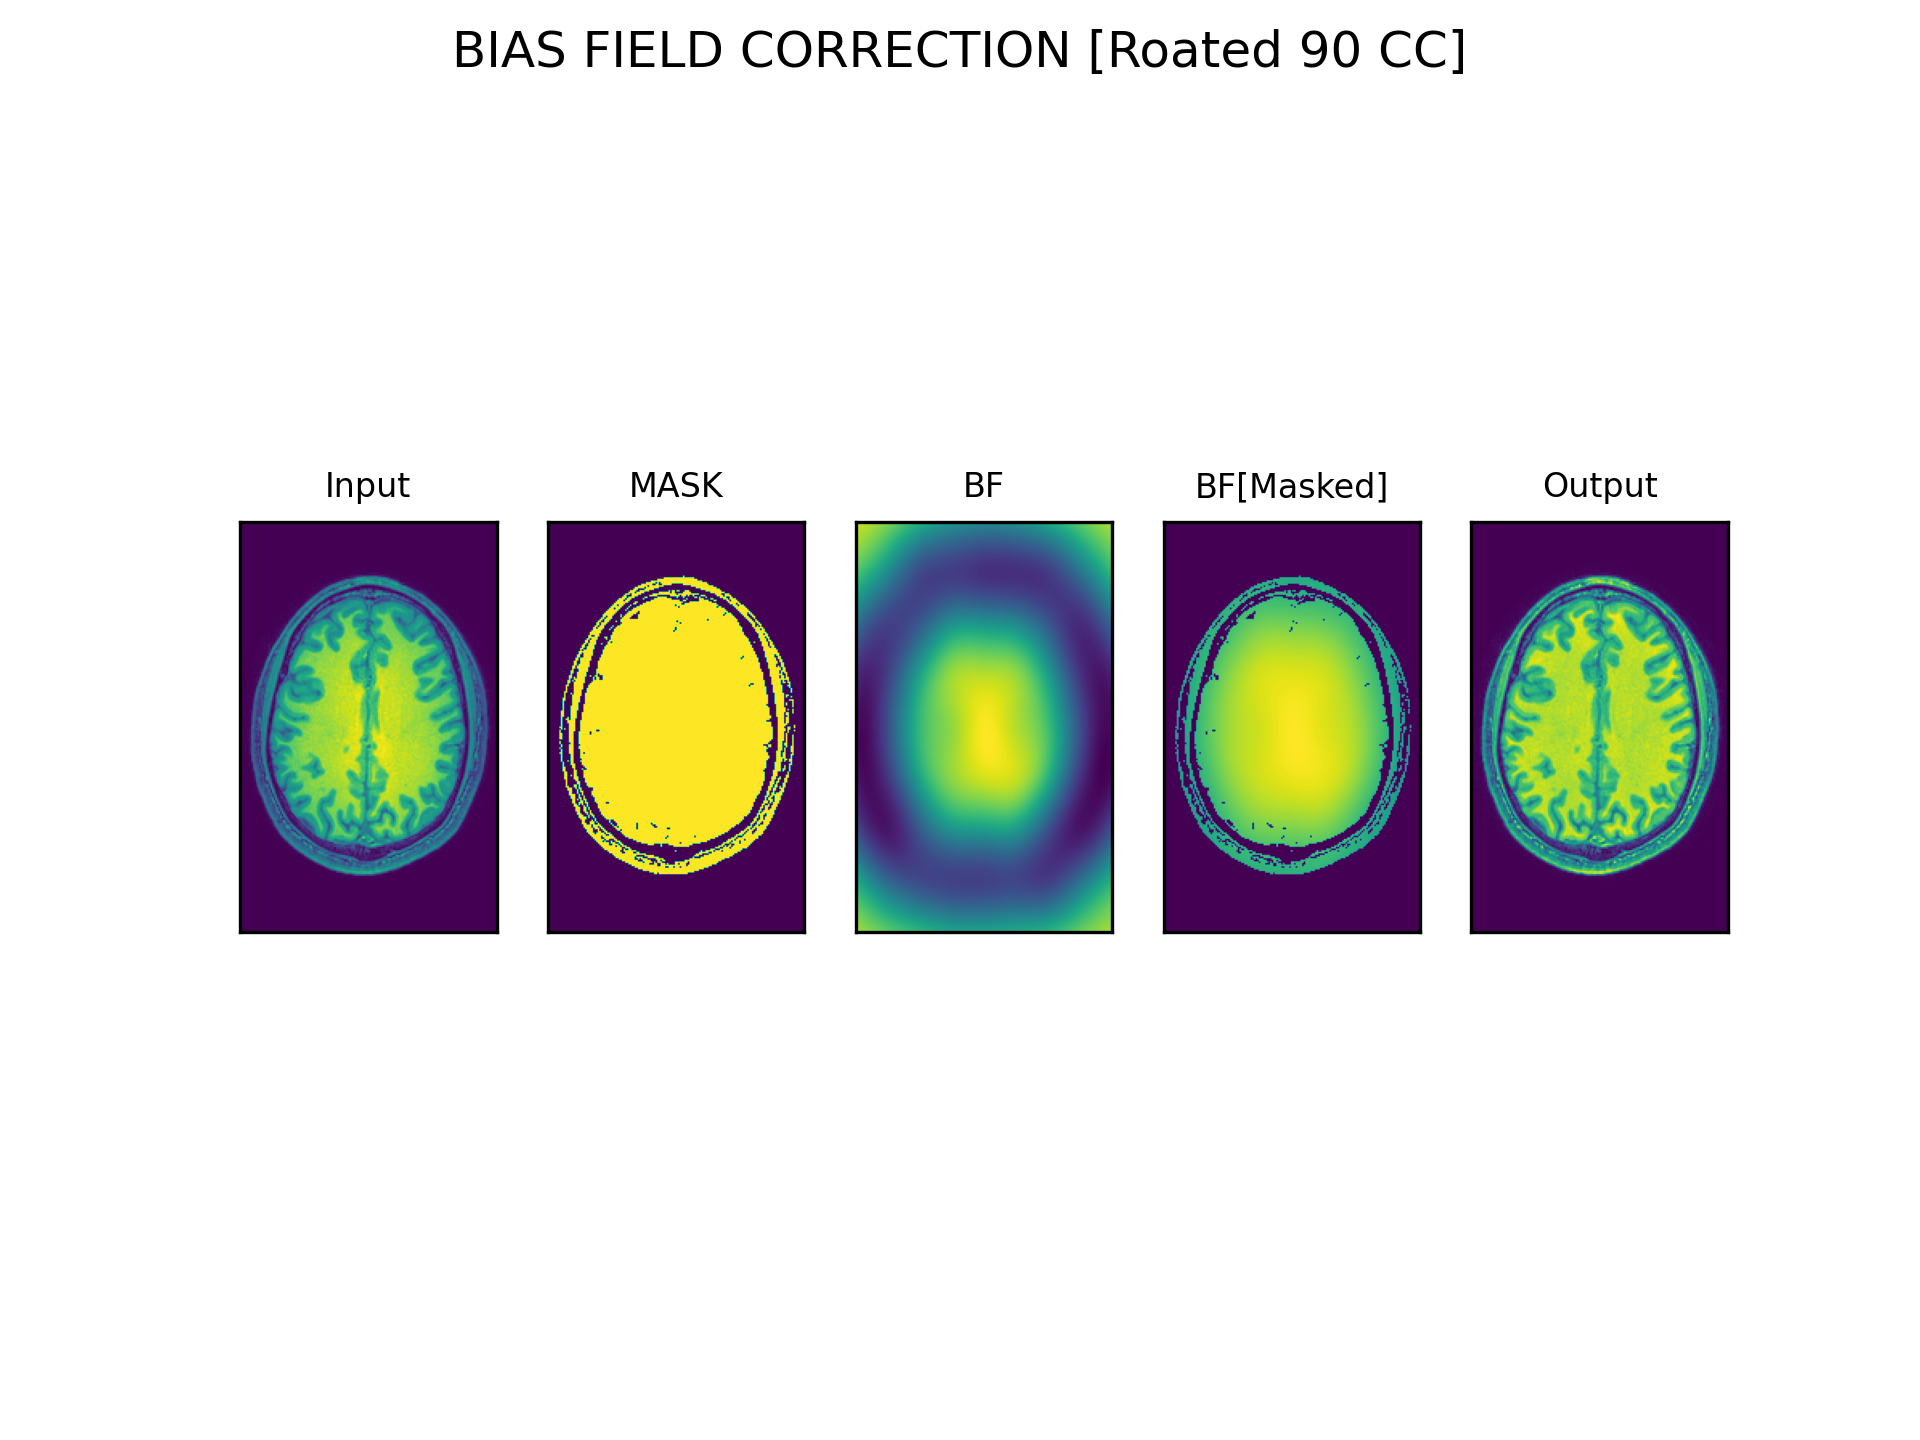 BIAS FIELD CORRECTION [Roated 90 CC]
Input
MASK
BF
BF[Masked]
Output